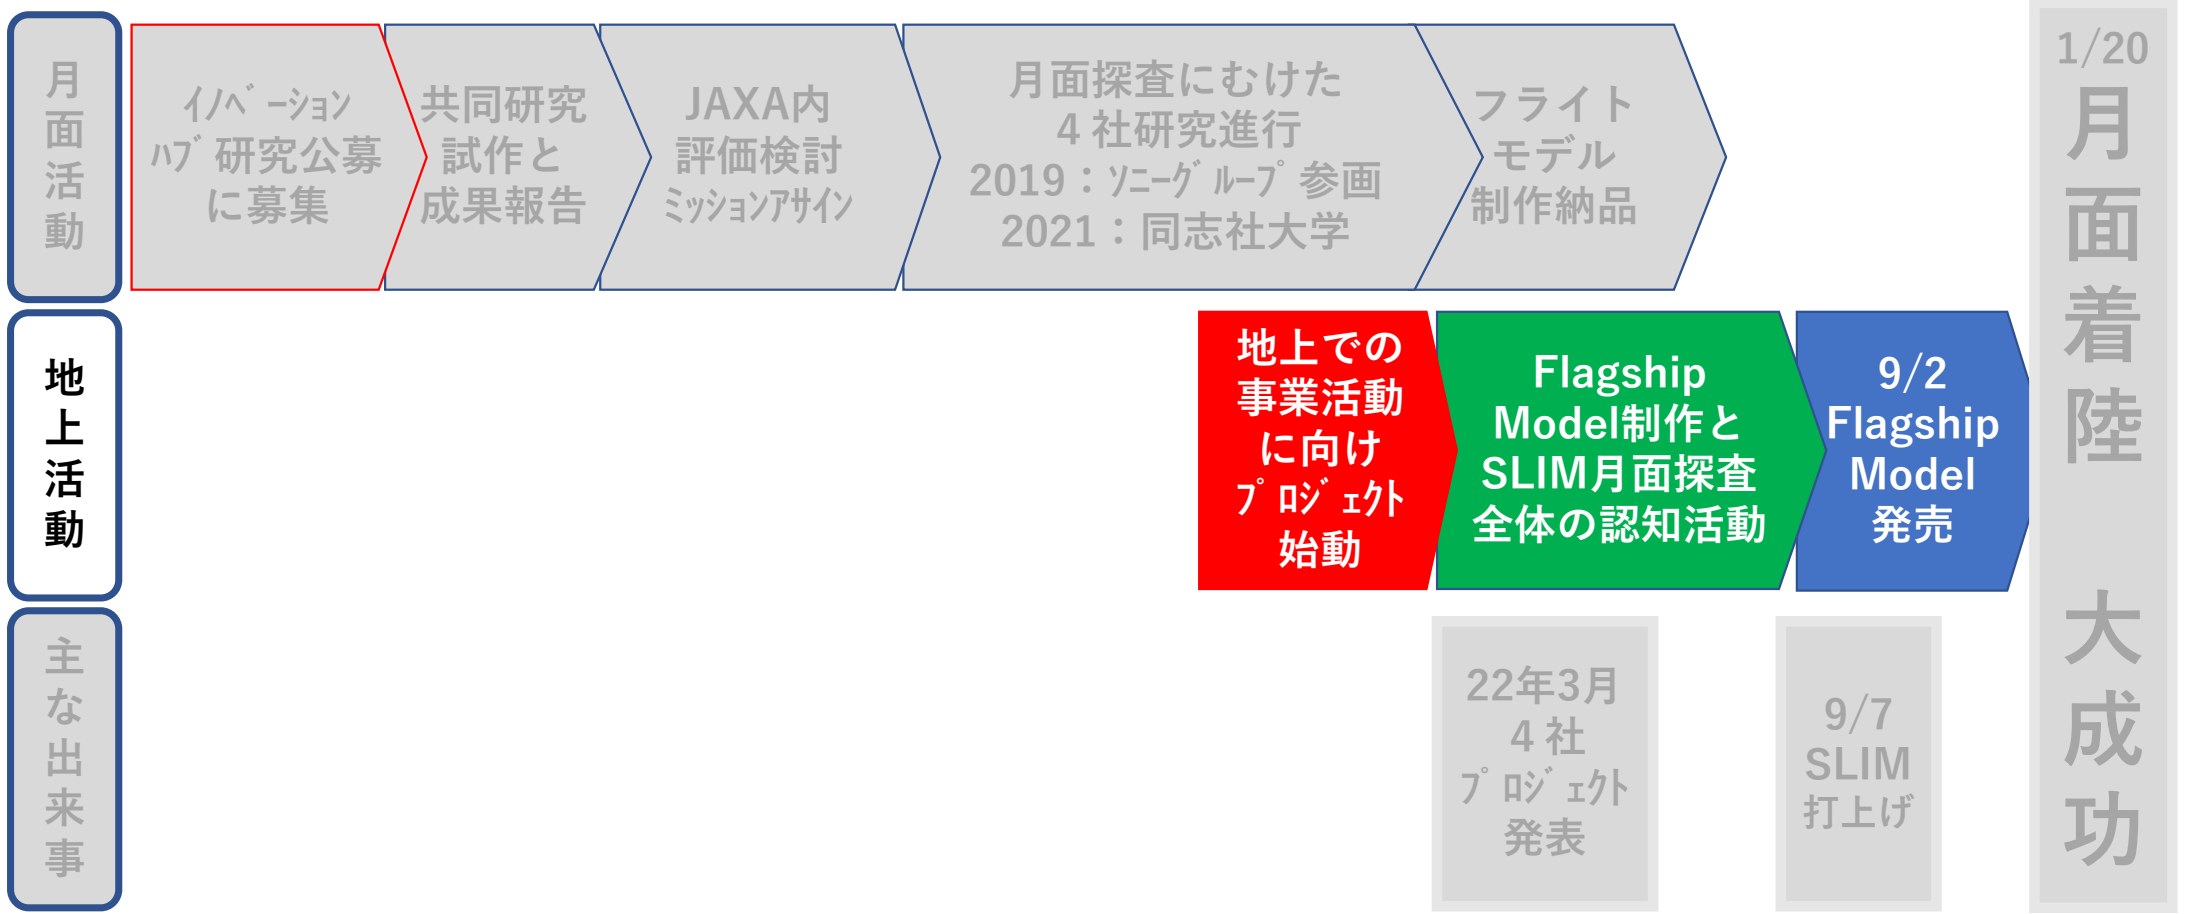 月面活動
ｲﾉﾍﾞｰｼｮﾝ
ﾊﾌﾞ研究公募
に募集
共同研究
試作と
成果報告
JAXA内
評価検討
ﾐｯｼｮﾝｱｻｲﾝ
月面探査にむけた
４社研究進行
2019：ｿﾆｰｸﾞﾙｰﾌﾟ参画
2021：同志社大学
フライト
モデル
制作納品
地上活動
地上での
事業活動
に向け
ﾌﾟﾛｼﾞｪｸﾄ
始動
Flagship
Model制作と
SLIM月面探査
全体の認知活動
9/2
Flagship
Model
発売
主な出来事
22年3月
４社
ﾌﾟﾛｼﾞｪｸﾄ
発表
9/7
SLIM
打上げ
1/20
月面着陸　大成功